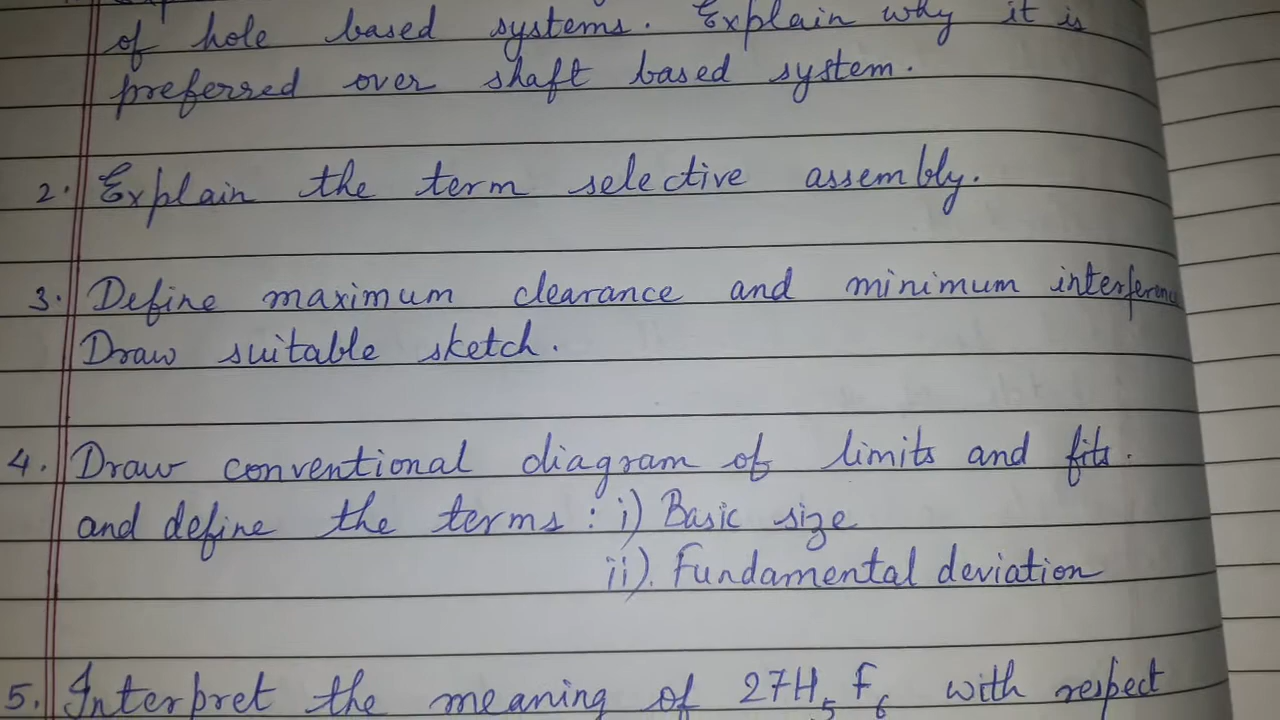 of hole based systems. Explain why it is
preferred over shaft based system.
2. Explain the term selective assembly.
3. Define maximum clearance and minimum interference
Draw suitable sketch.
4. Draw conventional diagram of limits and fits.
and define the terms : i) Basic size
ii). Fundamental deviation
5. Interpret the meaning of 27H5 F6 with respect